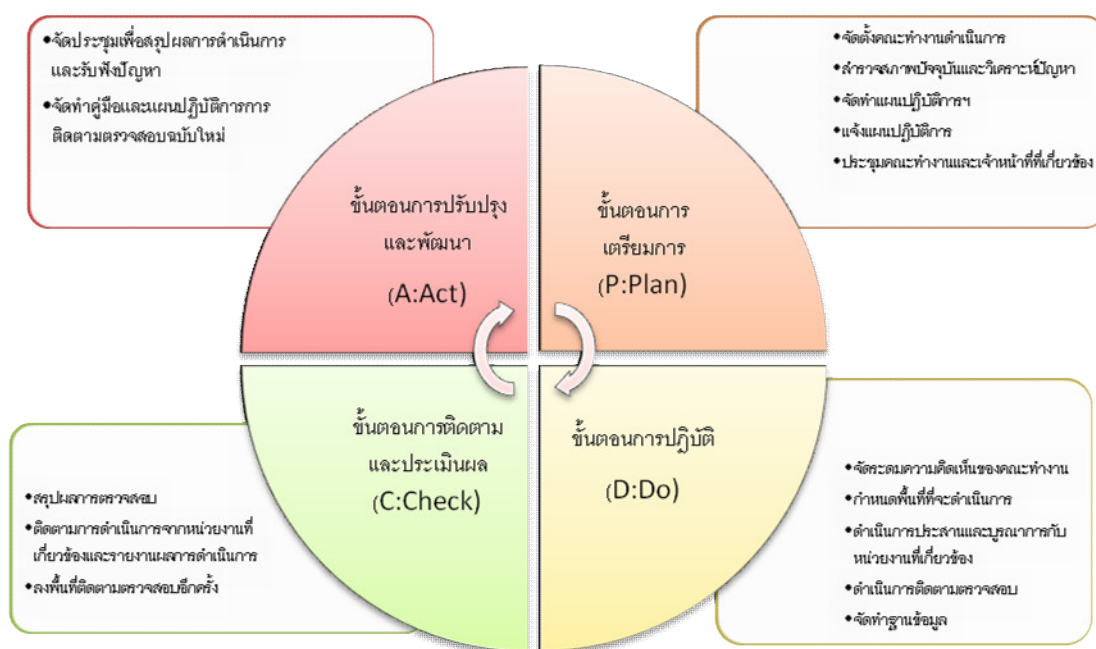 •จัดประชุมเพื่อสรุปผลการดำเนินการ
และรับฟังปัญหา
•จัดทำคู่มือและแผนปฏิบัติการการ
ติดตามตรวจสอบฉบับใหม่
•จัดตั้งคณะทำงานดำเนินการ
•สำรวจสภาพปัจจุบันและวิเคราะห์ปัญหา
•จัดทำแผนปฏิบัติการฯ
•แจ้งแผนปฏิบัติการ
•ประชุมคณะทำงานและเจ้าหน้าที่ที่เกี่ยวข้อง
ขั้นตอนการปรับปรุง
และพัฒนา
(A:Act)
ขั้นตอนการ
เตรียมการ
(P:Plan)
ขั้นตอนการติดตาม
และประเมินผล
(C:Check)
ขั้นตอนการปฏิบัติ
(D:Do)
•สรุปผลการตรวจสอบ
•ติดตามการดำเนินการจากหน่วยงานที่
เกี่ยวข้องและรายงานผลการดำเนินการ
•ลงพื้นที่ติดตามตรวจสอบอีกครั้ง
•จัดระดมความคิดเห็นของคณะทำงาน
•กำหนดพื้นที่ที่จะดำเนินการ
•ดำเนินการประสานและบูรณาการกับ
หน่วยงานที่เกี่ยวข้อง
•ดำเนินการติดตามตรวจสอบ
•จัดทำฐานข้อมูล